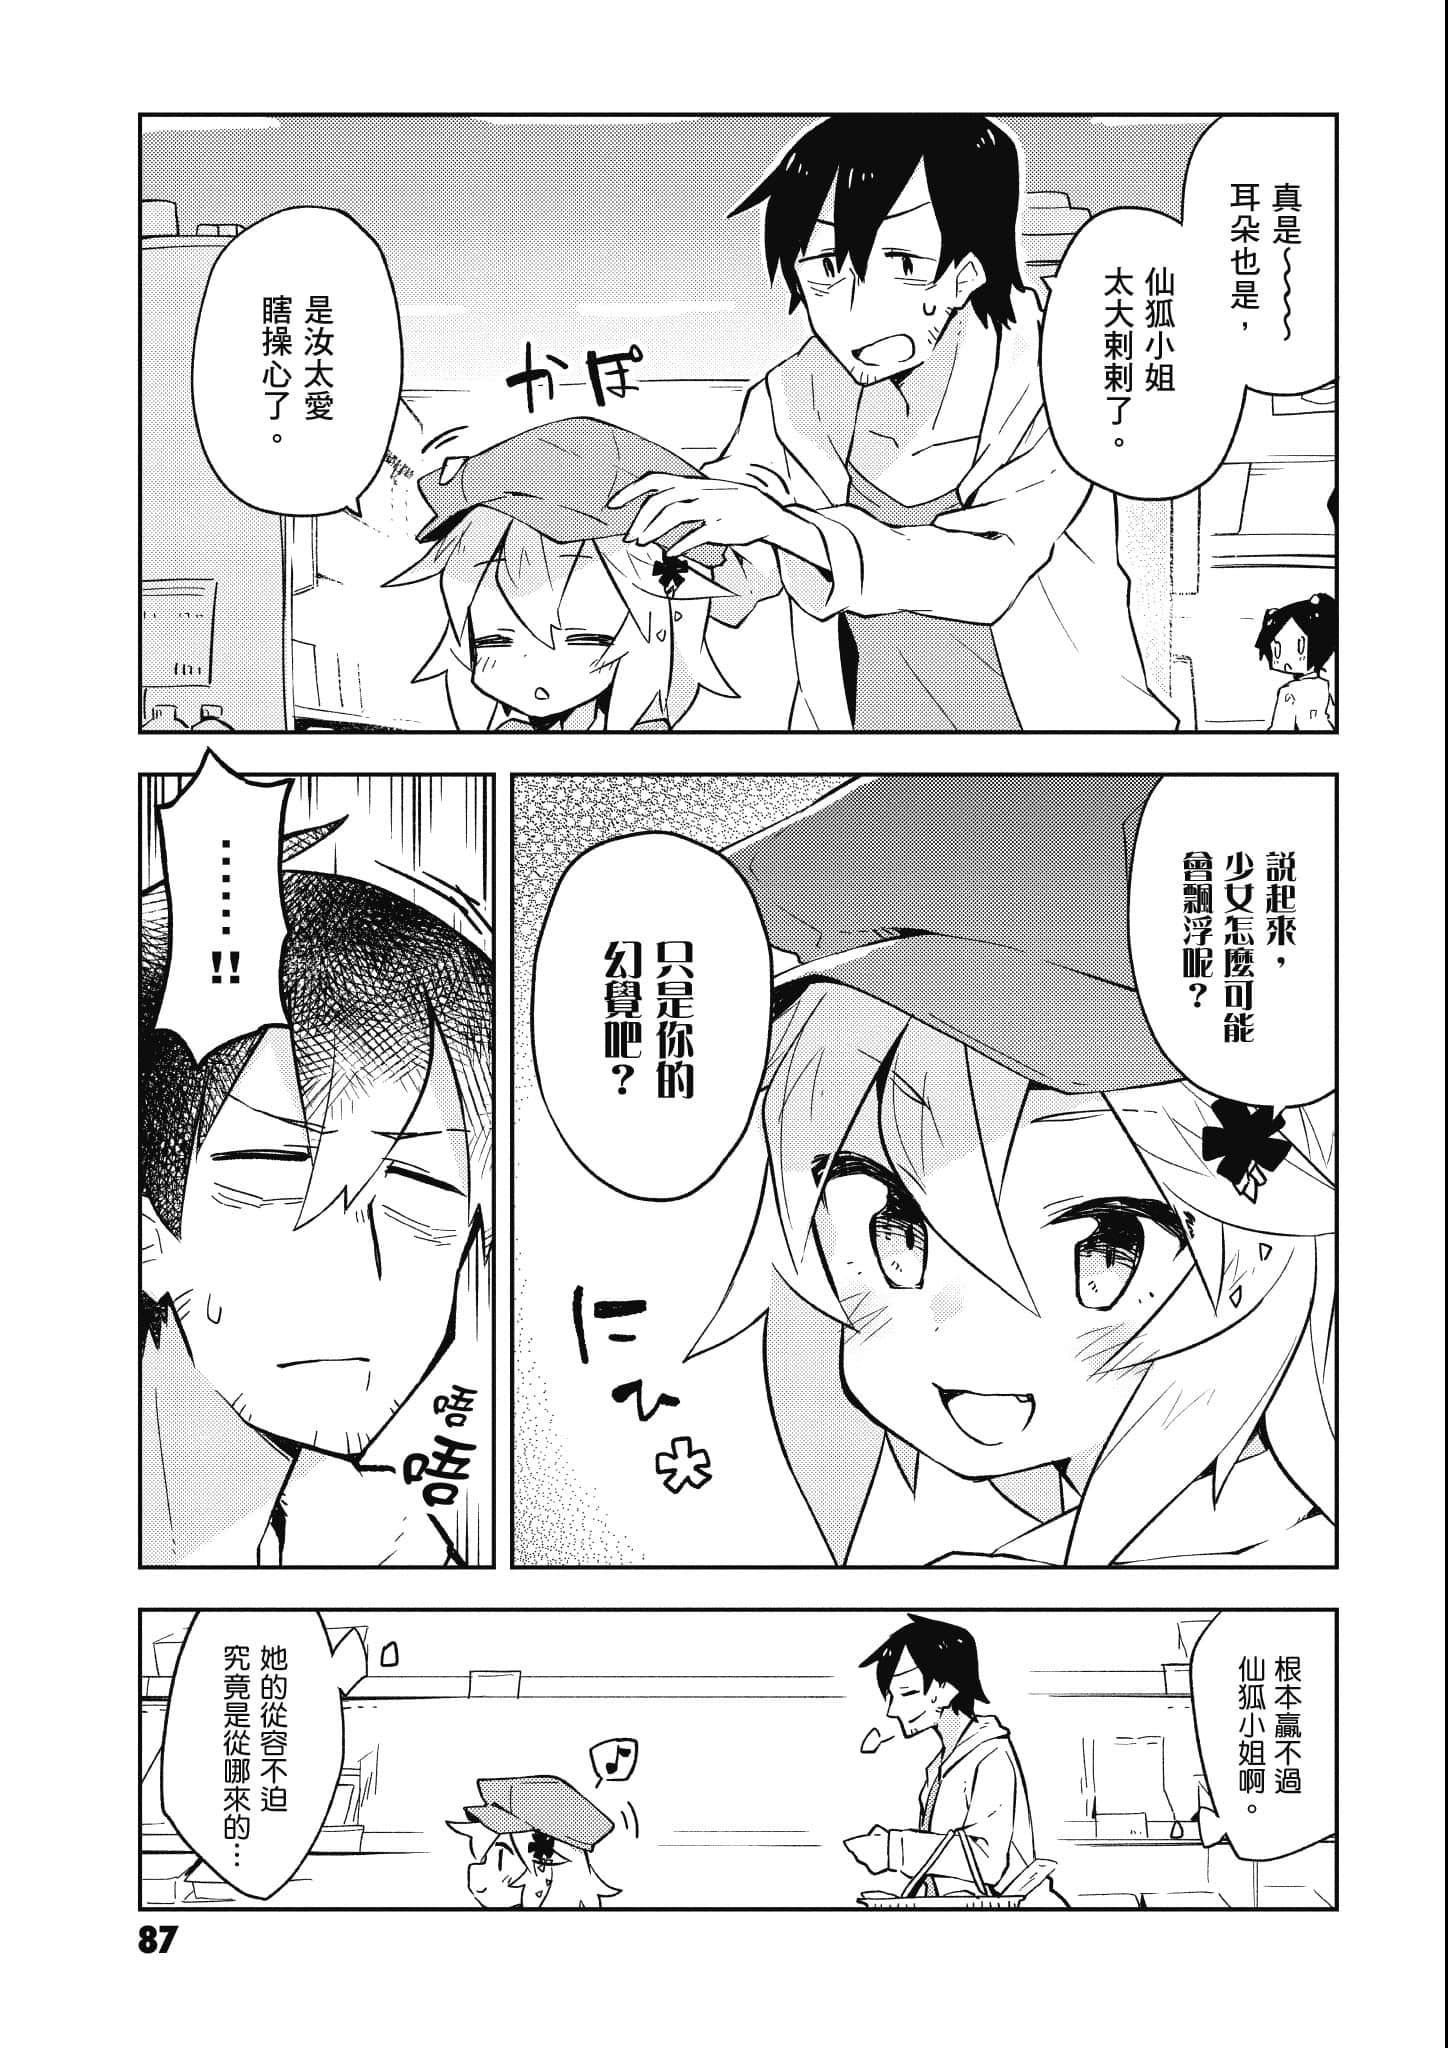 真是～～
耳朵也是，
仙狐小姐
太大剌剌了。
かぽ
是汝太愛
瞎操心了。
說起來，
少女怎麼可能
會飄浮呢？
只是你的
幻覺吧？
にひ
……!!
唔
唔
根本贏不過
仙狐小姐啊。
她的從容不迫
究竟是從哪來的…
87